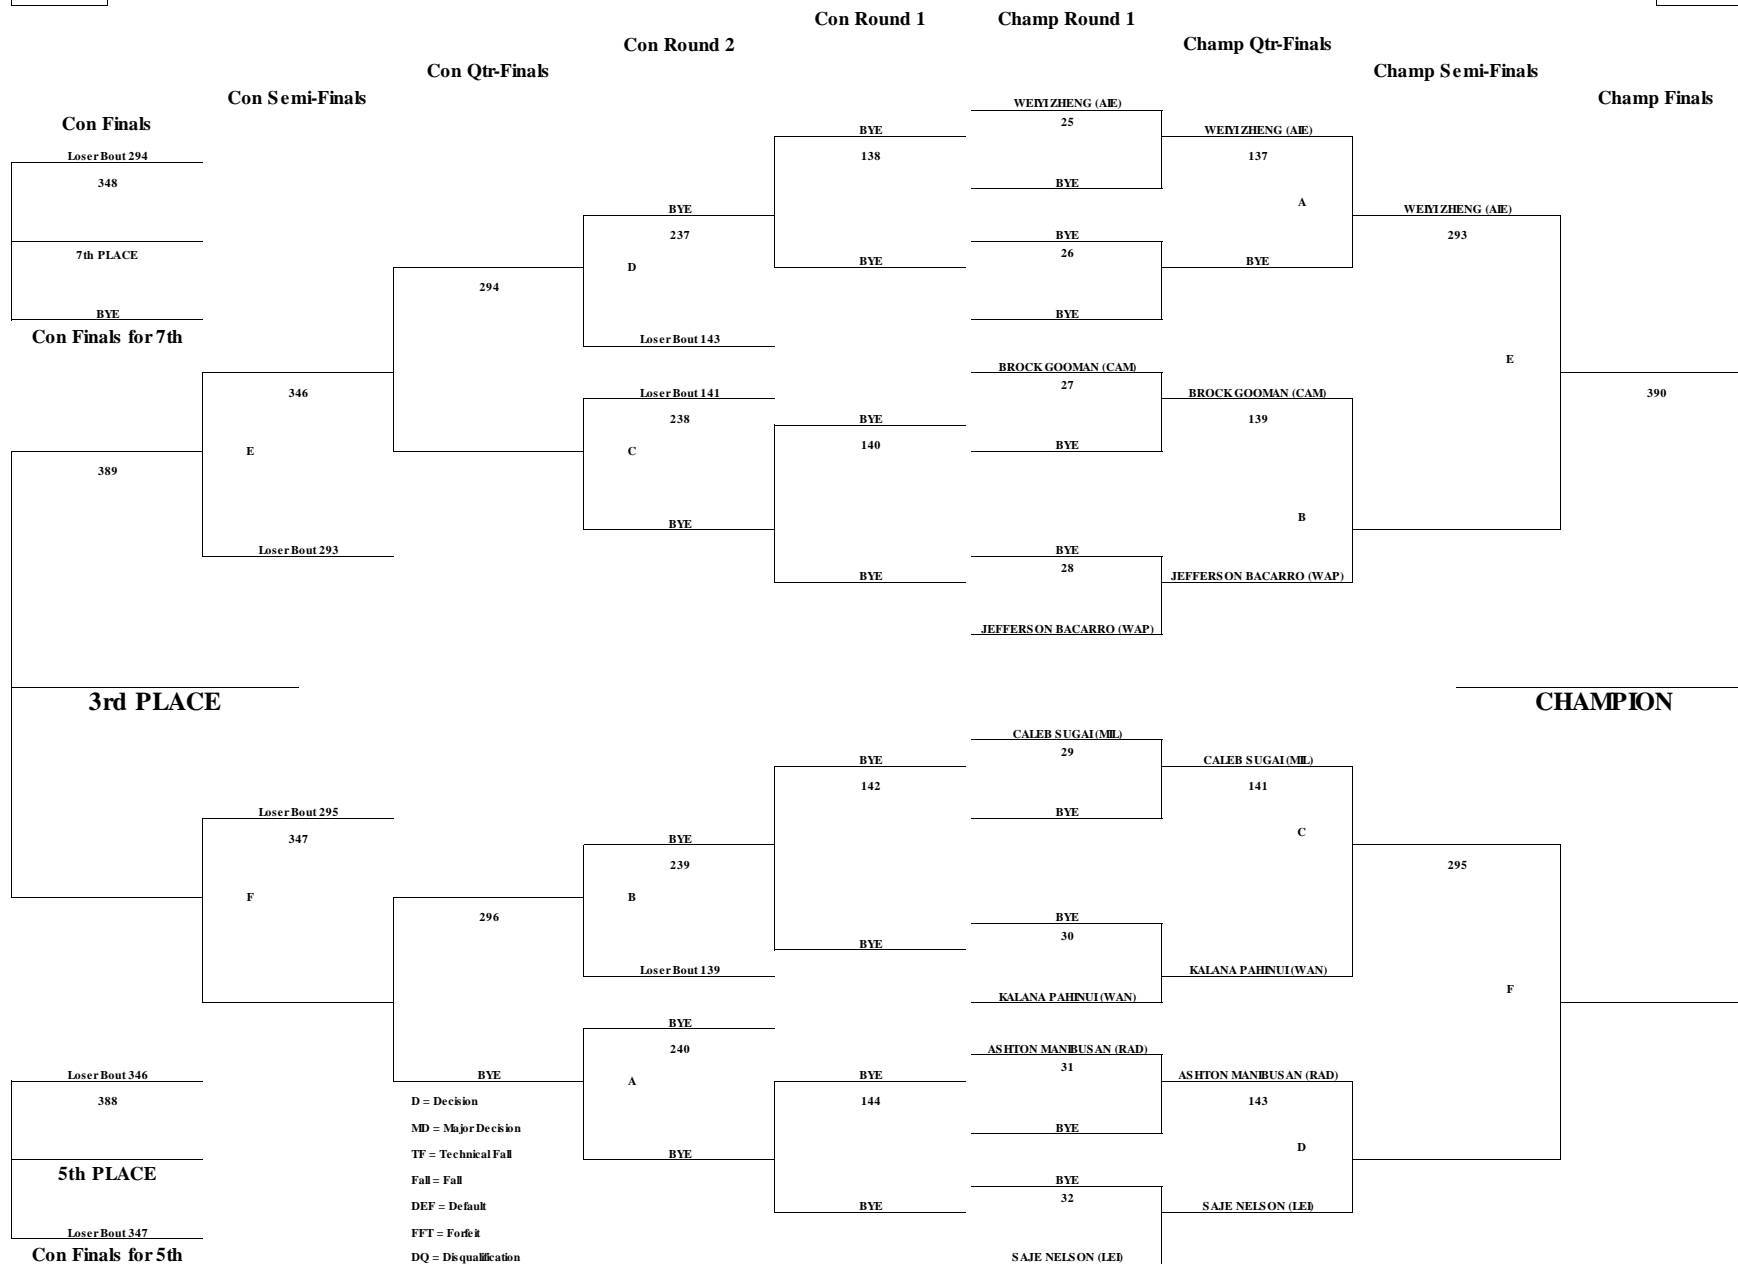 Con Round 1
Champ Round 1
Con Round 2
Champ Qtr-Finals
Con Qtr-Finals
Champ Semi-Finals
Con Semi-Finals
Champ Finals
Con Finals
WEIYI ZHENG (AIE)
25
BYE
WEIYI ZHENG (AIE)
Loser Bout 294
138
137
348
BYE
A
BYE
WEIYI ZHENG (AIE)
237
BYE
293
26
7th PLACE
D
BYE
BYE
294
BYE
BYE
Con Finals for 7th
Loser Bout 143
E
BROCK GOOMAN (CAM)
27
346
Loser Bout 141
BROCK GOOMAN (CAM)
390
238
BYE
139
140
BYE
E
C
389
B
BYE
Loser Bout 293
BYE
28
BYE
JEFFERSON BACARRO (WAP)
JEFFERSON BACARRO (WAP)
3rd PLACE
CHAMPION
CALEB SUGAI (MIL)
29
BYE
CALEB SUGAI (MIL)
142
141
Loser Bout 295
BYE
347
BYE
C
239
295
F
B
296
BYE
30
BYE
Loser Bout 139
KALANA PAHINUI (WAN)
F
KALANA PAHINUI (WAN)
BYE
240
ASHTON MANIBUSAN (RAD)
31
Loser Bout 346
BYE
A
BYE
ASHTON MANIBUSAN (RAD)
388
D = Decision
144
143
MD = Major Decision
BYE
D
TF = Technical Fall
BYE
5th PLACE
Fall = Fall
BYE
32
DEF = Default
BYE
SAJE NELSON (LEI)
Loser Bout 347
FFT = Forfeit
Con Finals for 5th
DQ = Disqualification
SAJE NELSON (LEI)